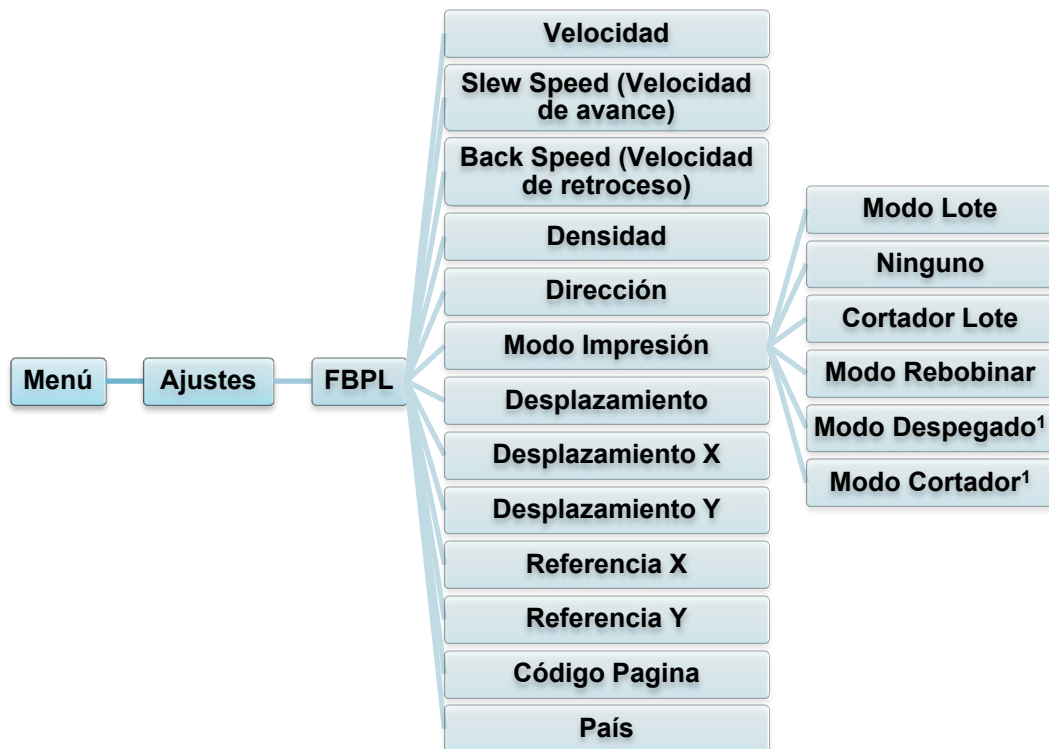 Menú
Ajustes
FBPL
Velocidad
Slew Speed (Velocidad
de avance)
Back Speed (Velocidad
de retroceso)
Densidad
Dirección
Modo Impresión
Desplazamiento
Desplazamiento X
Desplazamiento Y
Referencia X
Referencia Y
Código Pagina
País
Modo Lote
Ninguno
Cortador Lote
Modo Rebobinar
Modo Despegado¹
Modo Cortador¹